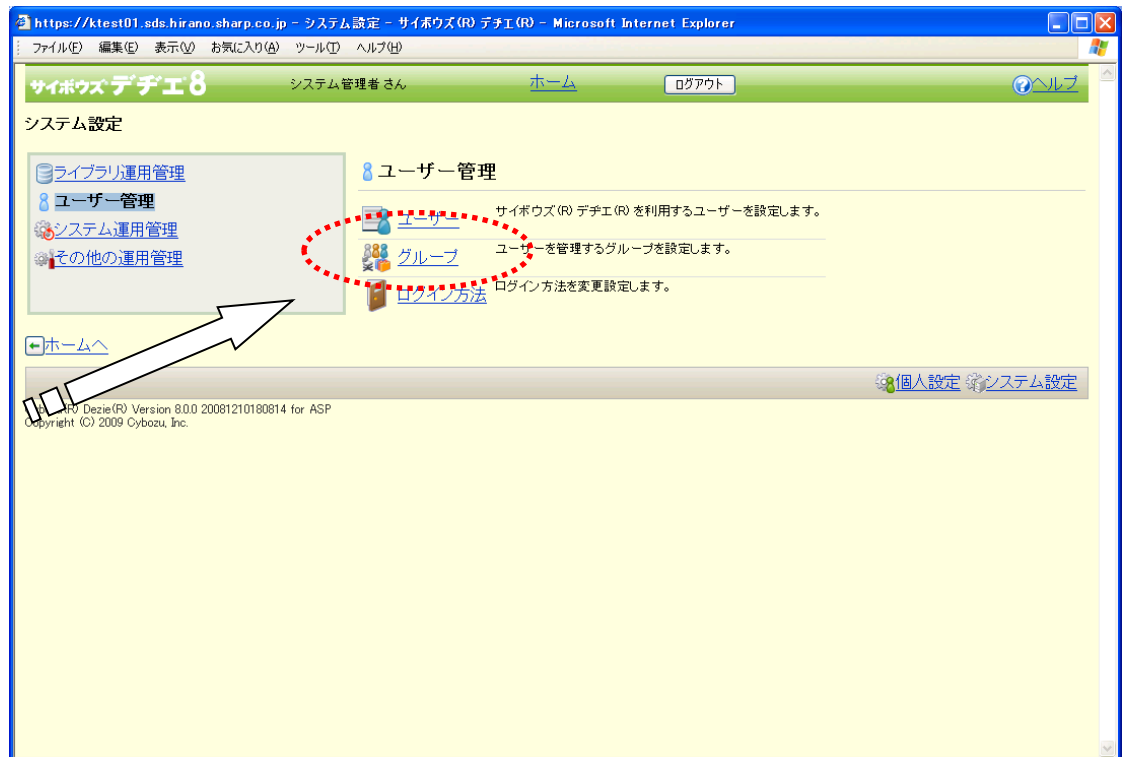 https://ktest01.sds.hirano.sharp.co.jp - システム設定 - サイボウズ(R) デヂエ(R) - Microsoft Internet Explorer
ファイル(F) 編集(E) 表示(V) お気に入り(A) ツール(T) ヘルプ(H)
サイボウズ デヂエ8 システム管理者 さん ホーム ログアウト ヘルプ
システム設定
ライブラリ運用管理
ユーザー管理
システム運用管理
その他の運用管理
ユーザー管理
ユーザー サイボウズ(R) デヂエ(R) を利用するユーザーを設定します。
グループ ユーザーを管理するグループを設定します。
ログイン方法 ログイン方法を変更設定します。
ホームへ
個人設定 システム設定
Dezie(R) Version 8.0.0 20081210180814 for ASP
Copyright (C) 2009 Cybozu, Inc.